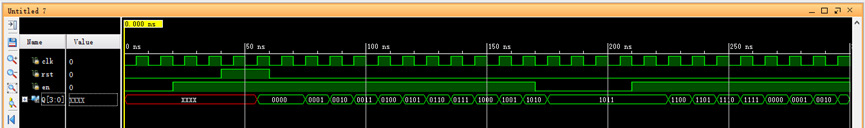 Untitled 7
0.000 ns
Name Value
0 ns 50 ns 100 ns 150 ns 200 ns 250 ns
clk 0
rst 0
en 0
Q[3:0] XXXX XXXX 0000 0001 0010 0011 0100 0101 0110 0111 1000 1001 1010 1011 1100 1101 1110 1111 0000 0001 0010